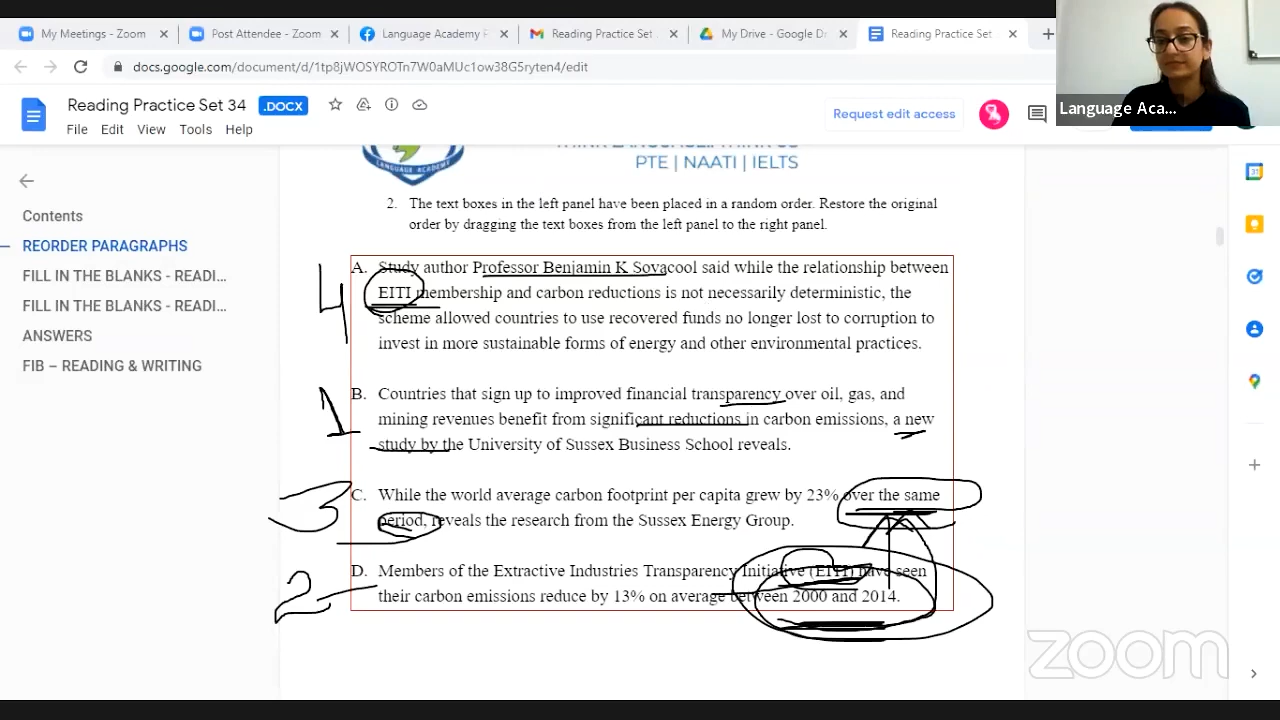 My Meetings - Zoom
Post Attendee - Zoom
Language Academy
Reading Practice Set
My Drive - Google Dr
Reading Practice Set
docs.google.com/document/d/1tp8jWOSYROTn7W0aMUc1ow38G5ryten4/edit
Language Aca...
Reading Practice Set 34
.DOCX
Request edit access
File Edit View Tools Help
LANGUAGE ACADEMY
PTE | NAATI | IELTS
Contents
REORDER PARAGRAPHS
FILL IN THE BLANKS - READI...
FILL IN THE BLANKS - READI...
ANSWERS
FIB – READING & WRITING
2. The text boxes in the left panel have been placed in a random order. Restore the original
order by dragging the text boxes from the left panel to the right panel.
4
A. Study author Professor Benjamin K Sovacool said while the relationship between
EITI membership and carbon reductions is not necessarily deterministic, the
scheme allowed countries to use recovered funds no longer lost to corruption to
invest in more sustainable forms of energy and other environmental practices.
1
B. Countries that sign up to improved financial transparency over oil, gas, and
mining revenues benefit from significant reductions in carbon emissions, a new
study by the University of Sussex Business School reveals.
3
C. While the world average carbon footprint per capita grew by 23% over the same
period, reveals the research from the Sussex Energy Group.
2
D. Members of the Extractive Industries Transparency Initiative (EITI) have seen
their carbon emissions reduce by 13% on average between 2000 and 2014.
31
zoom